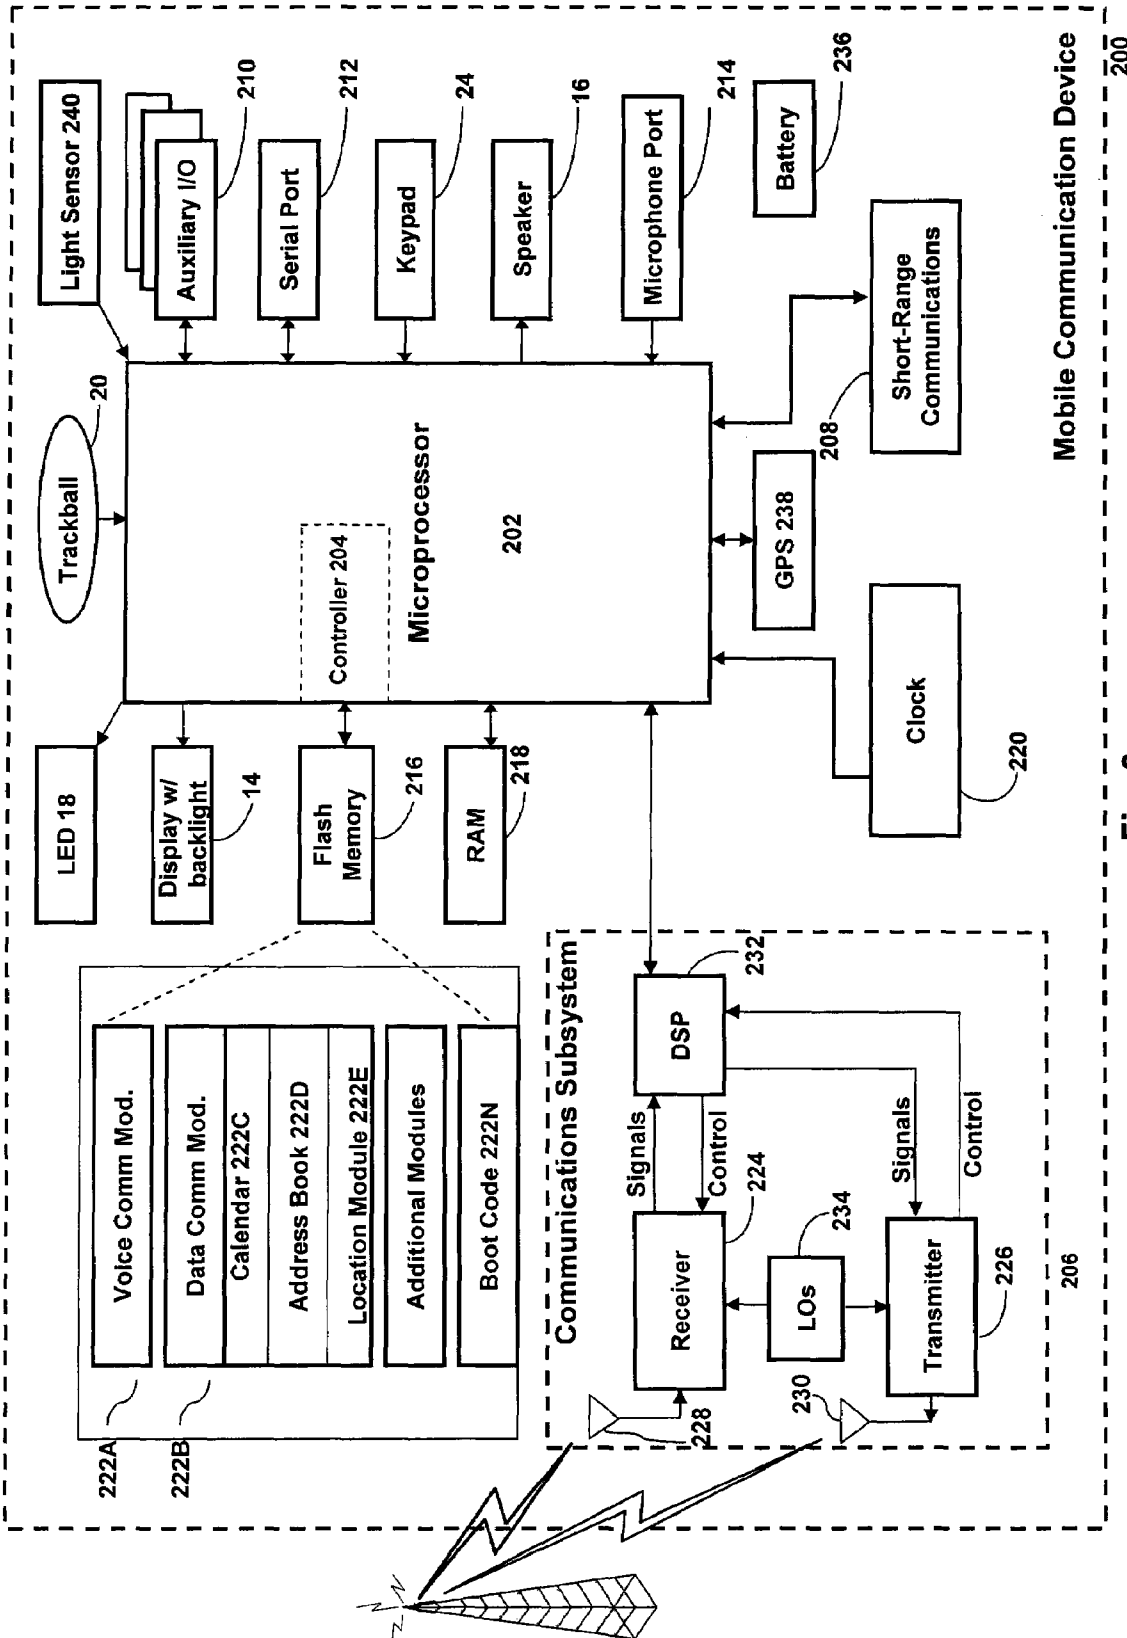 200
Mobile Communication Device
LED 18
Trackball
20
Light Sensor 240
Display w/
backlight
14
Auxiliary I/O
210
Flash
Memory
216
Controller 204
Microprocessor
202
Serial Port
212
RAM
218
Keypad
24
Speaker
16
Microphone Port
214
Battery
236
GPS 238
Short-Range
Communications
208
Clock
220
222A
Voice Comm Mod.
222B
Data Comm Mod.
Calendar 222C
Address Book 222D
Location Module 222E
Additional Modules
Boot Code 222N
Communications Subsystem
206
DSP
232
Signals
Control
Receiver
224
228
LOs
234
Signals
Control
Transmitter
226
230